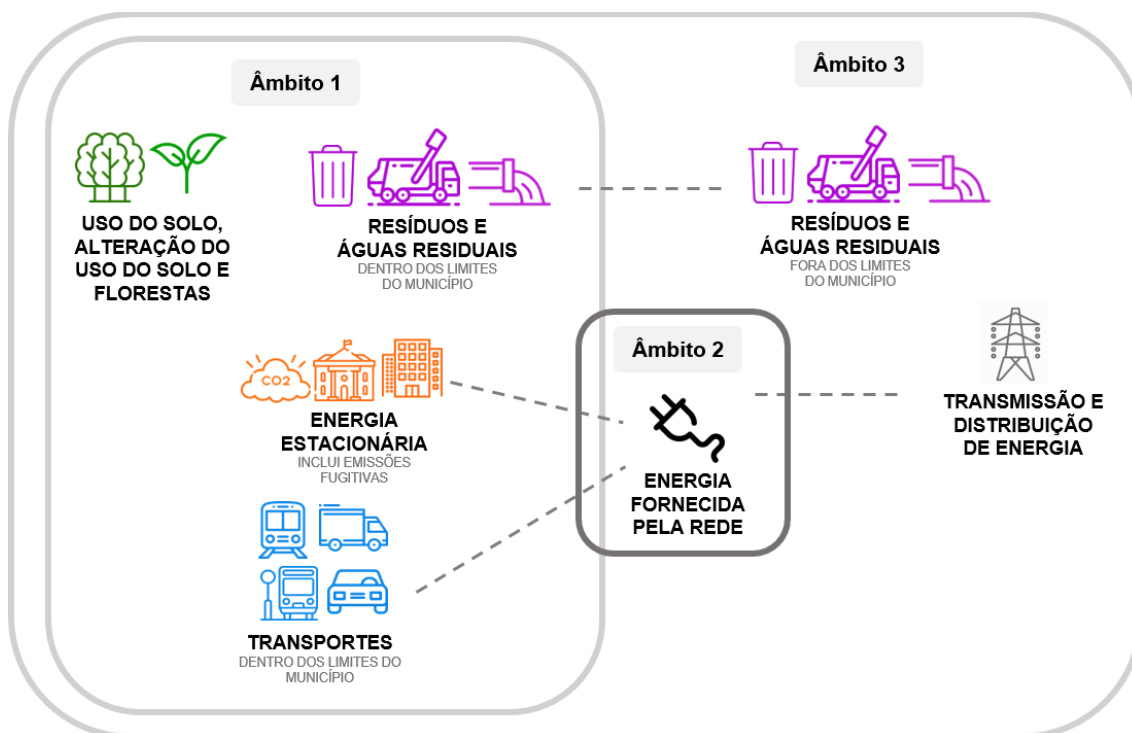 Âmbito 1
Âmbito 3
USO DO SOLO,
ALTERAÇÃO DO
USO DO SOLO E
FLORESTAS
RESÍDUOS E
ÁGUAS RESIDUAIS
DENTRO DOS LIMITES
DO MUNICÍPIO
RESÍDUOS E
ÁGUAS RESIDUAIS
FORA DOS LIMITES
DO MUNICÍPIO
Âmbito 2
CO2
ENERGIA
ESTACIONÁRIA
INCLUI EMISSÕES
FUGITIVAS
ENERGIA
FORNECIDA
PELA REDE
TRANSMISSÃO E
DISTRIBUIÇÃO
DE ENERGIA
TRANSPORTES
DENTRO DOS LIMITES DO
MUNICÍPIO